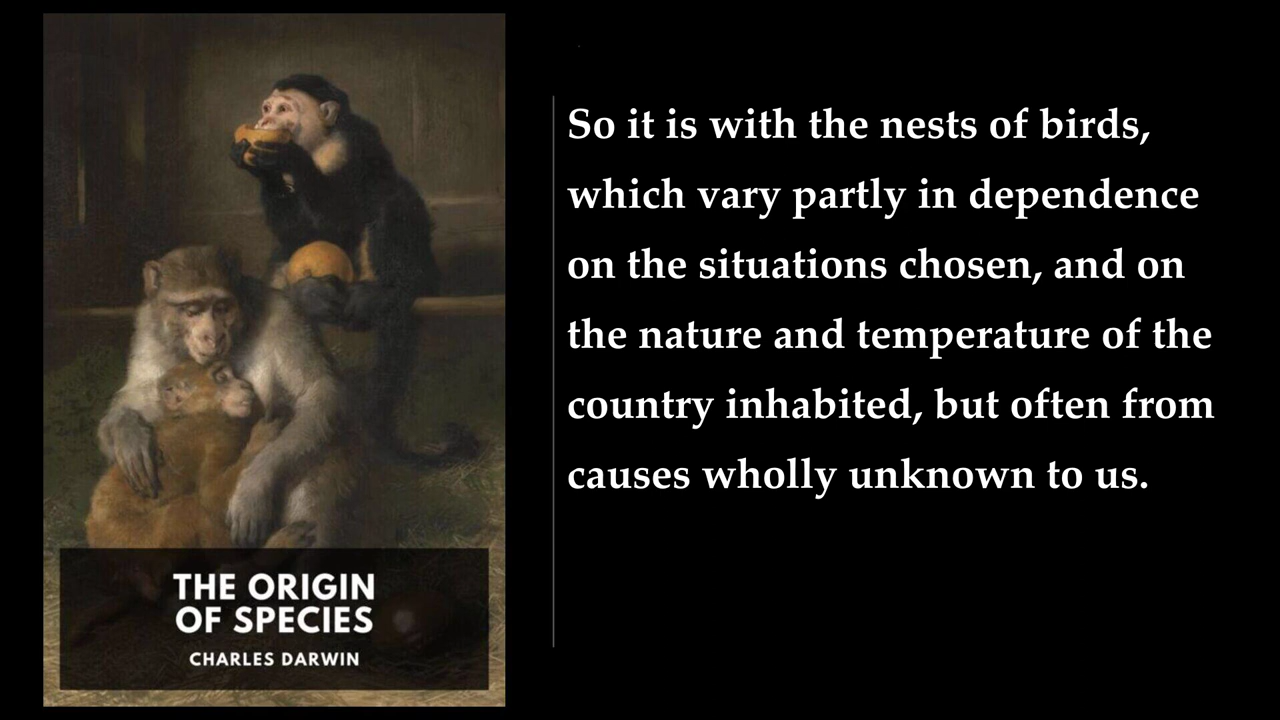 So it is with the nests of birds,
which vary partly in dependence
on the situations chosen, and on
the nature and temperature of the
country inhabited, but often from
causes wholly unknown to us.
THE ORIGIN
OF SPECIES
CHARLES DARWIN